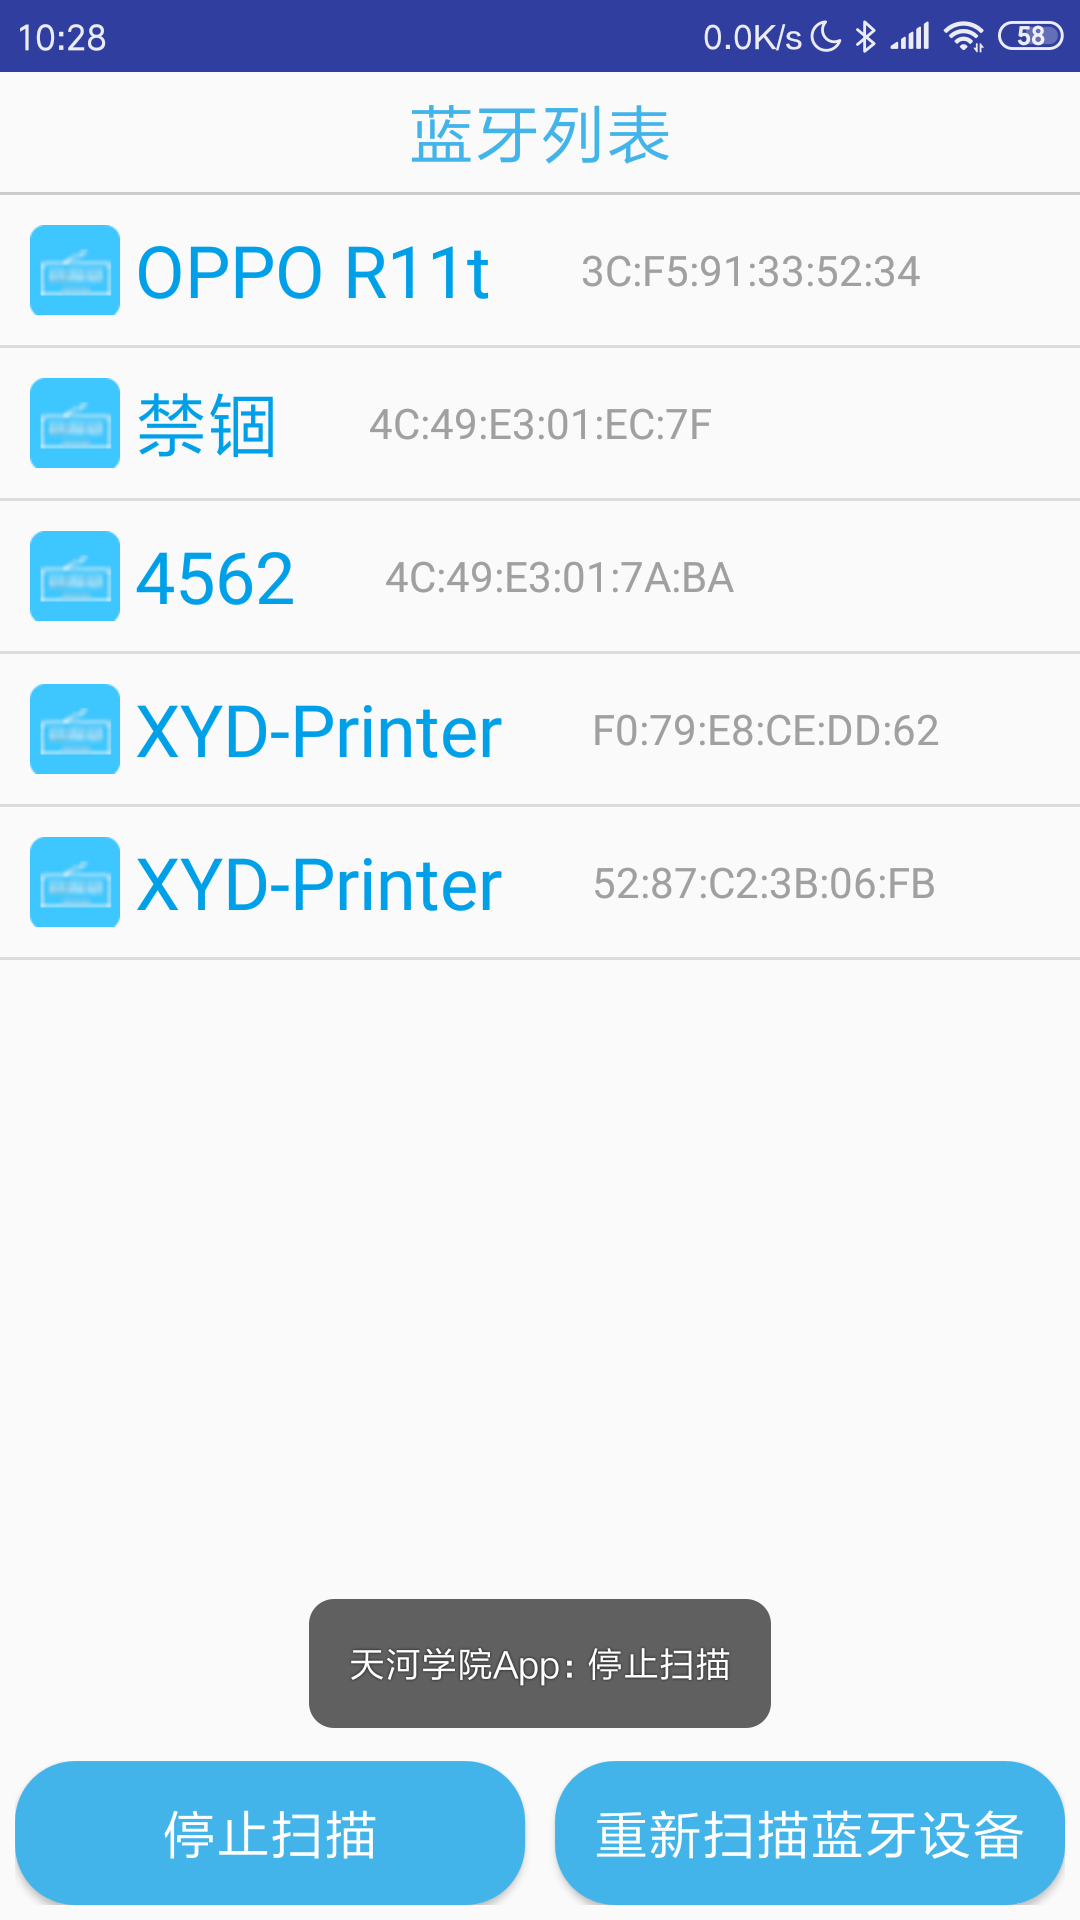 10:28 0.0K/s 58
蓝牙列表
OPPO R11t 3C:F5:91:33:52:34
禁锢 4C:49:E3:01:EC:7F
4562 4C:49:E3:01:7A:BA
XYD-Printer F0:79:E8:CE:DD:62
XYD-Printer 52:87:C2:3B:06:FB
天河学院App：停止扫描
停止扫描 重新扫描蓝牙设备